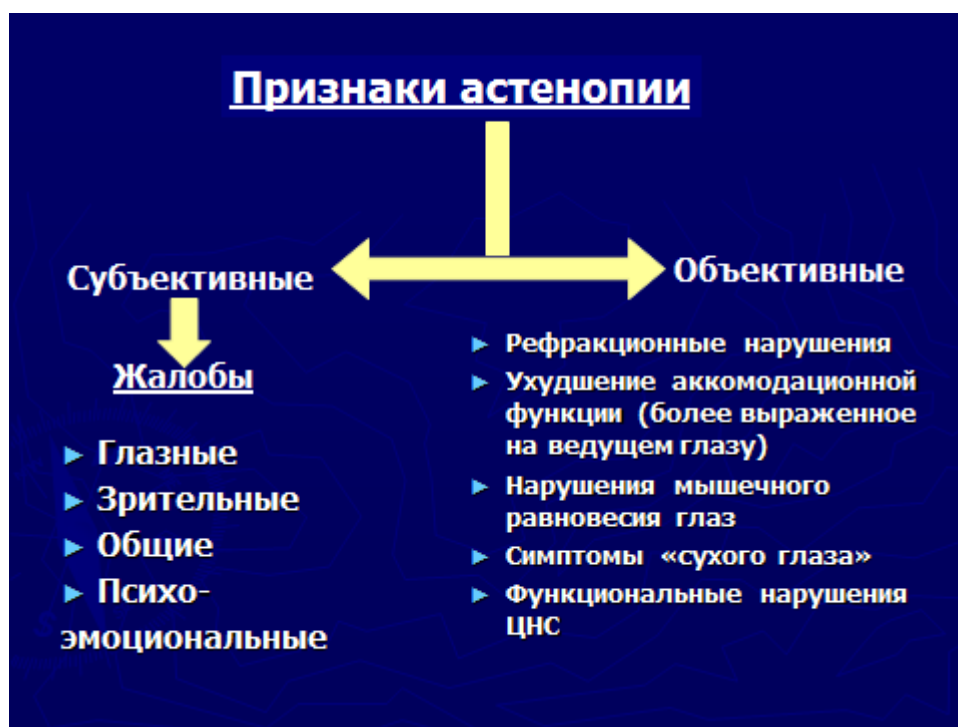 Признаки астенопии
Субъективные
Жалобы
► Глазные
► Зрительные
► Общие
► Психо-
эмоциональные
Объективные
► Рефракционные нарушения
► Ухудшение аккомодационной
функции (более выраженное
на ведущем глазу)
► Нарушения мышечного
равновесия глаз
► Симптомы «сухого глаза»
► Функциональные нарушения
ЦНС